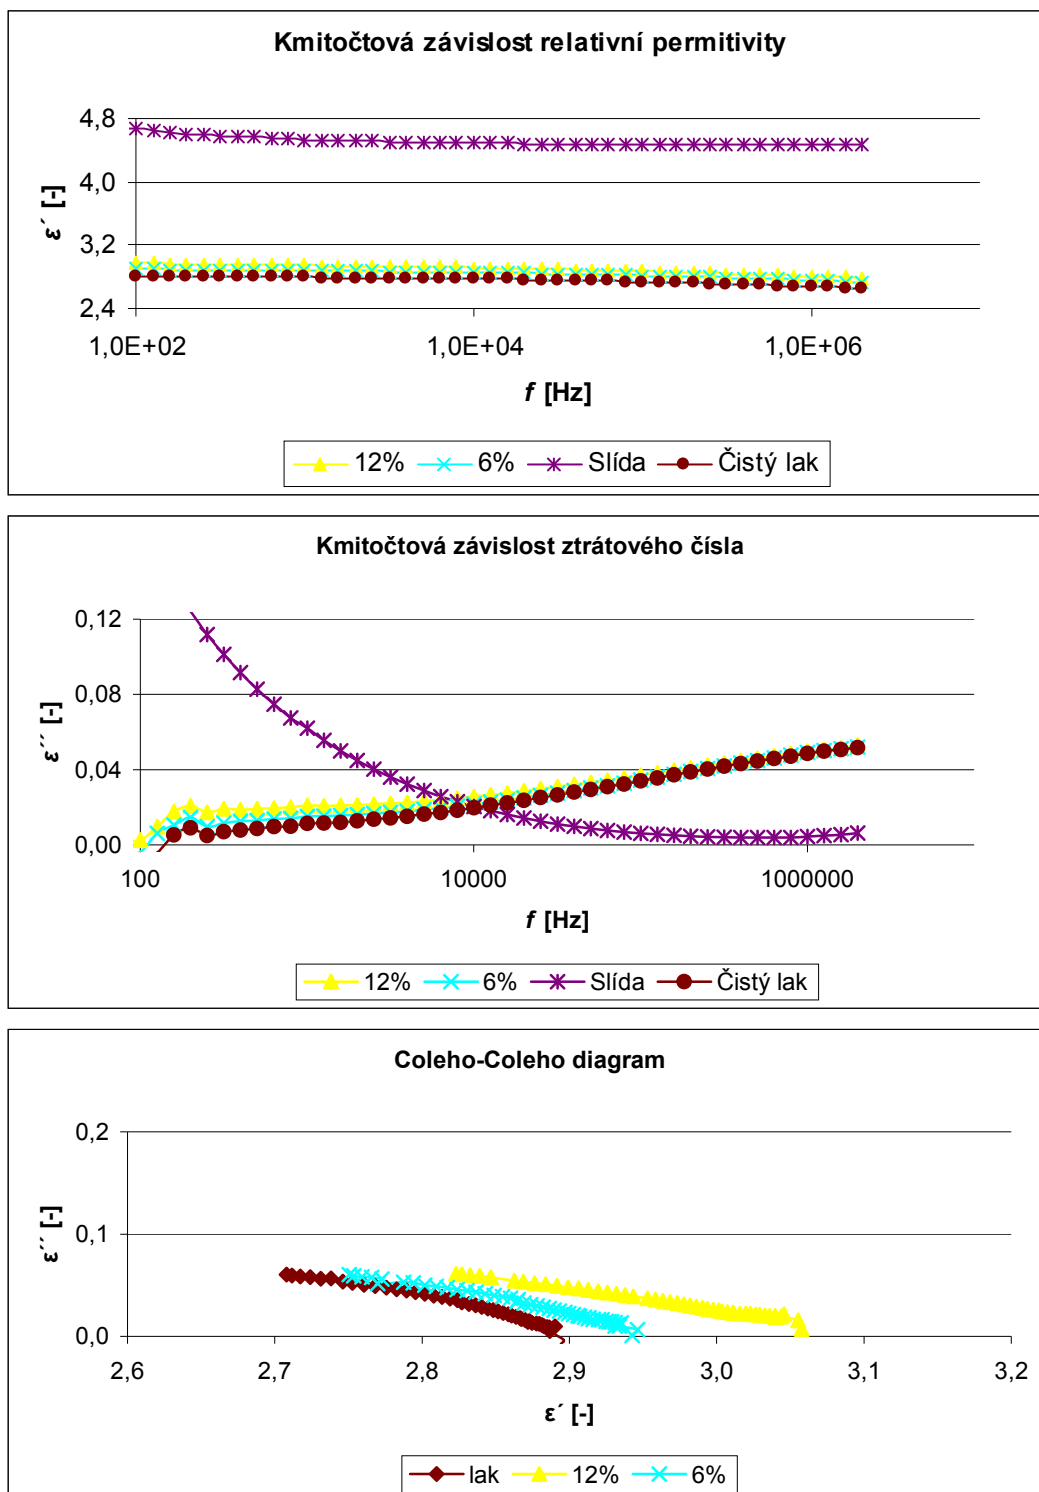 Kmitočtová závislost relativní permitivity
4,8
4,0
3,2
2,4
ε´ [-]
1,0E+02 1,0E+04 1,0E+06
f [Hz]
12% 6% Slída Čistý lak
Kmitočtová závislost ztrátového čísla
0,12
0,08
0,04
0,00
ε´´ [-]
100 10000 1000000
f [Hz]
12% 6% Slída Čistý lak
Coleho-Coleho diagram
0,2
0,1
0,0
ε´´ [-]
2,6 2,7 2,8 2,9 3,0 3,1 3,2
ε´ [-]
lak 12% 6%